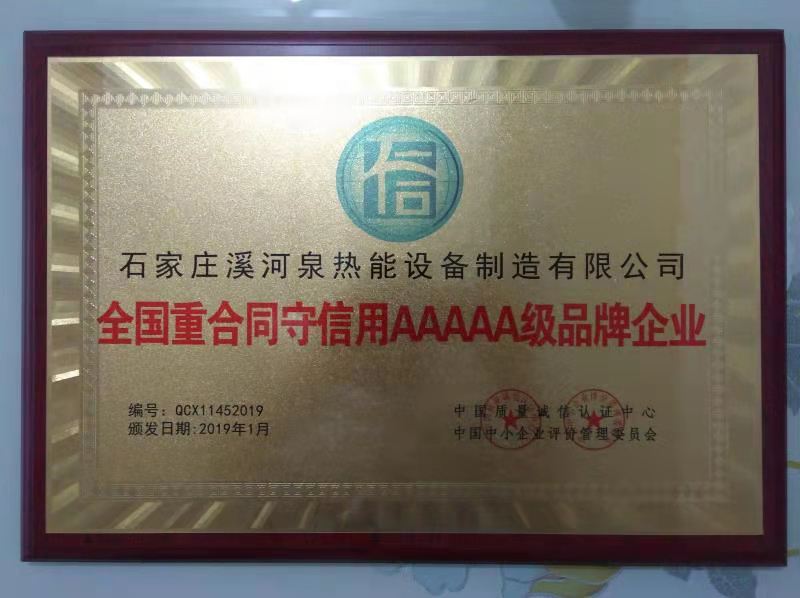 石家庄溪河泉热能设备制造有限公司
全国重合同守信用AAAAA级品牌企业
编号：QCX11452019
颁发日期:2019年1月
中国质量诚信认证中心
中国中小企业评价管理委员会